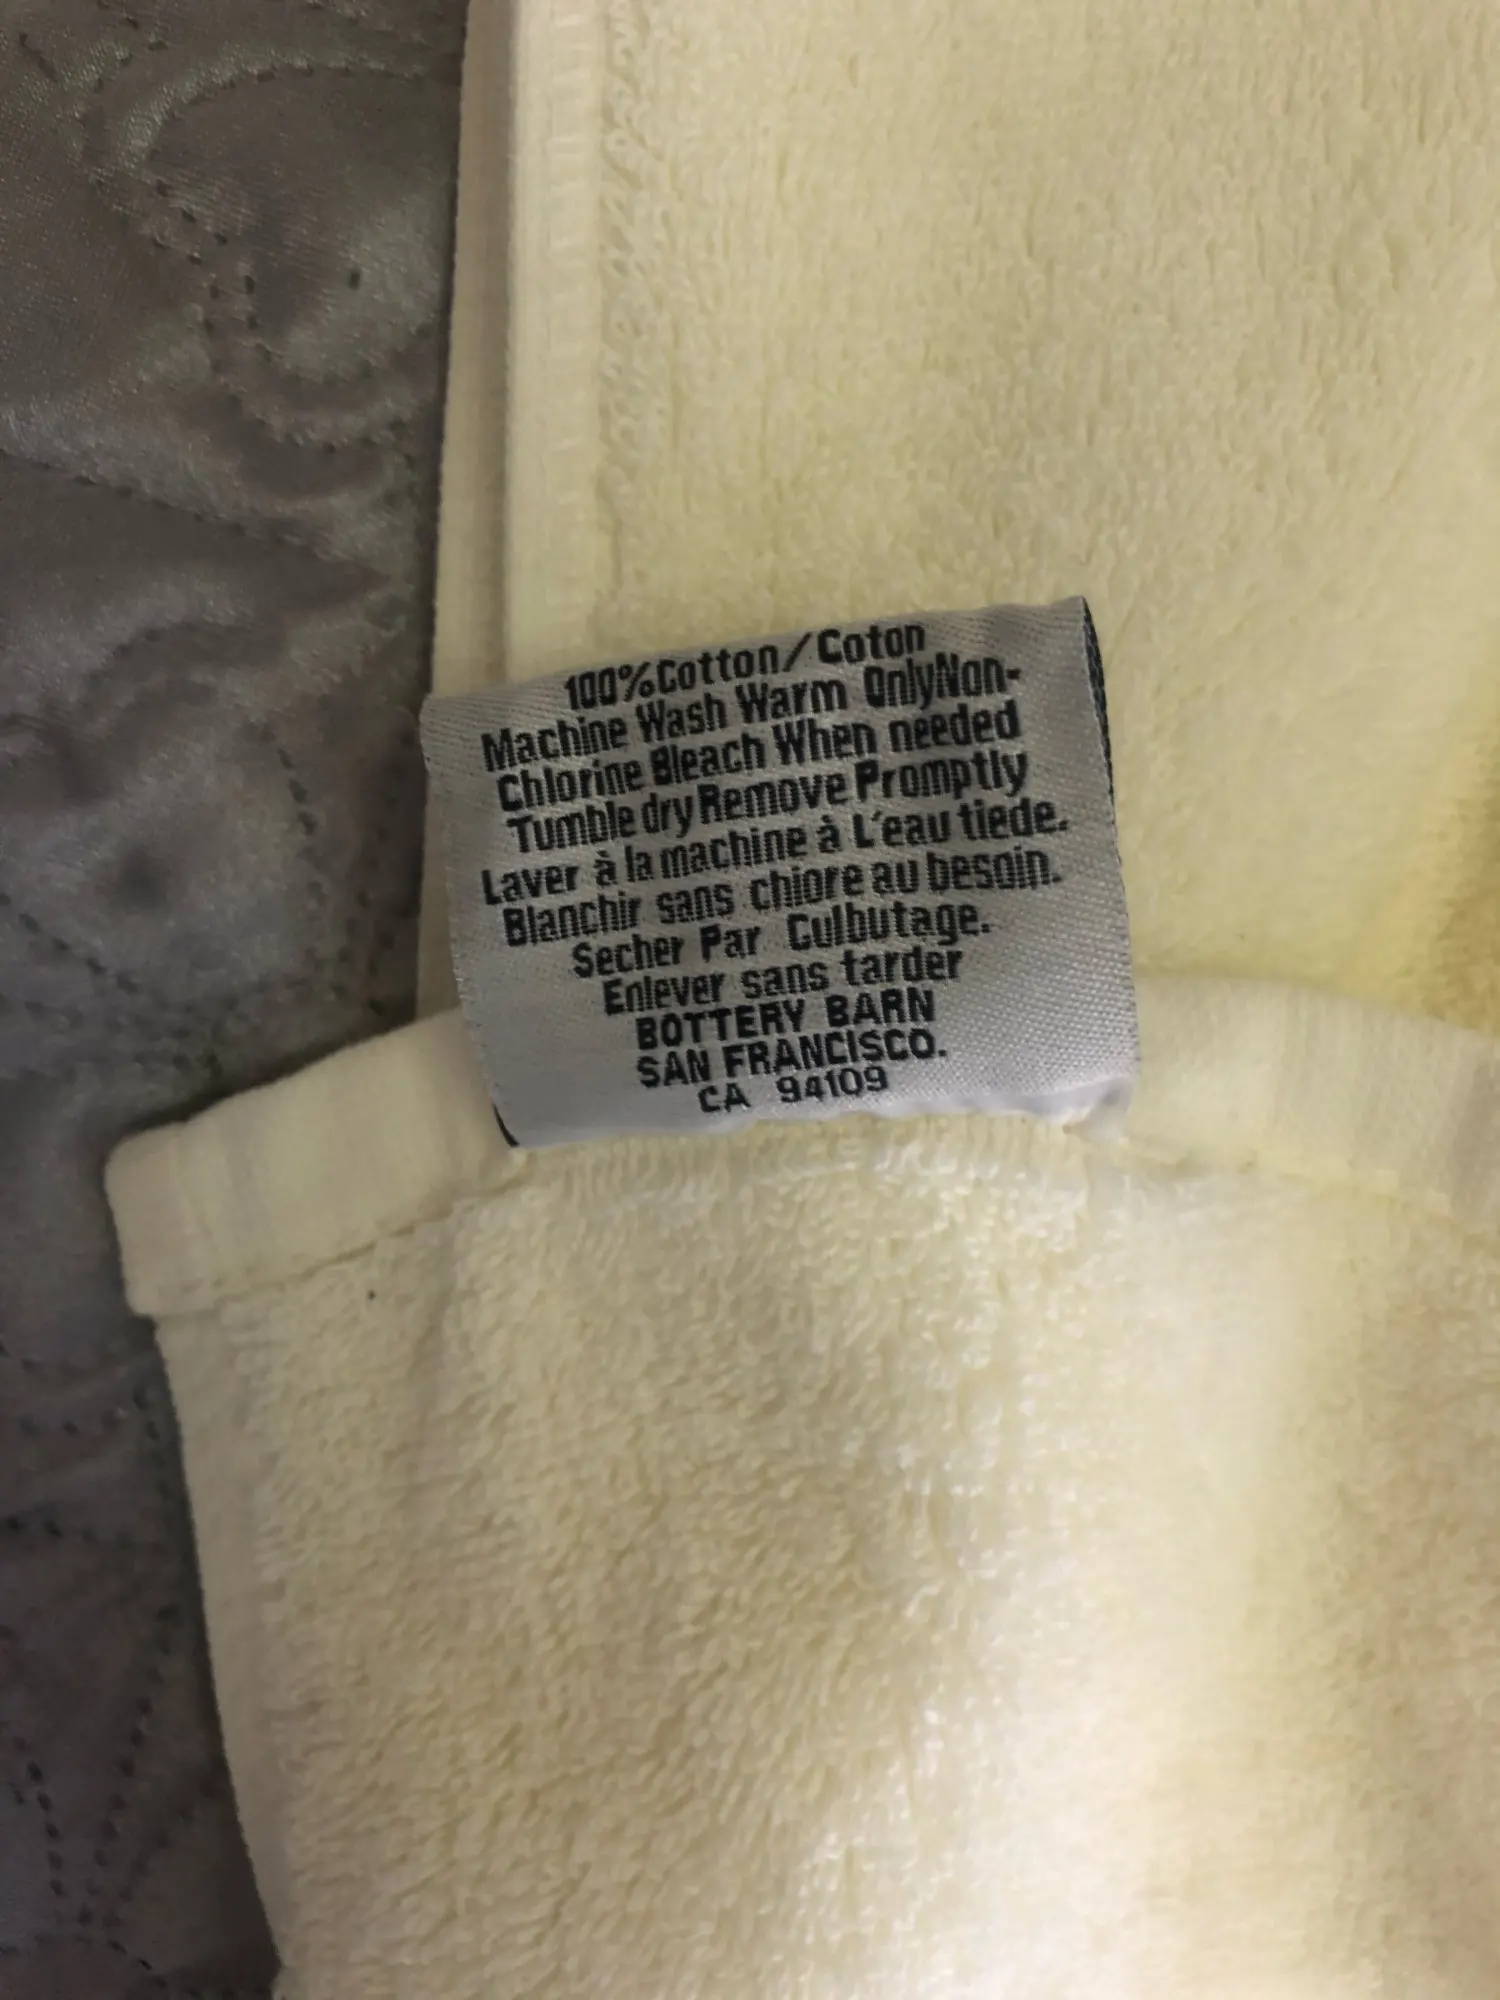 100%Cotton/Coton
Machine Wash Warm OnlyNon-
Chlorine Bleach When needed
Tumble dry Remove Promptly
Laver à la machine à L'eau tiede.
Blanchir sans chiore au besoin.
Secher Par Culbutage.
Enlever sans tarder
BOTTERY BARN
SAN FRANCISCO.
CA 94109